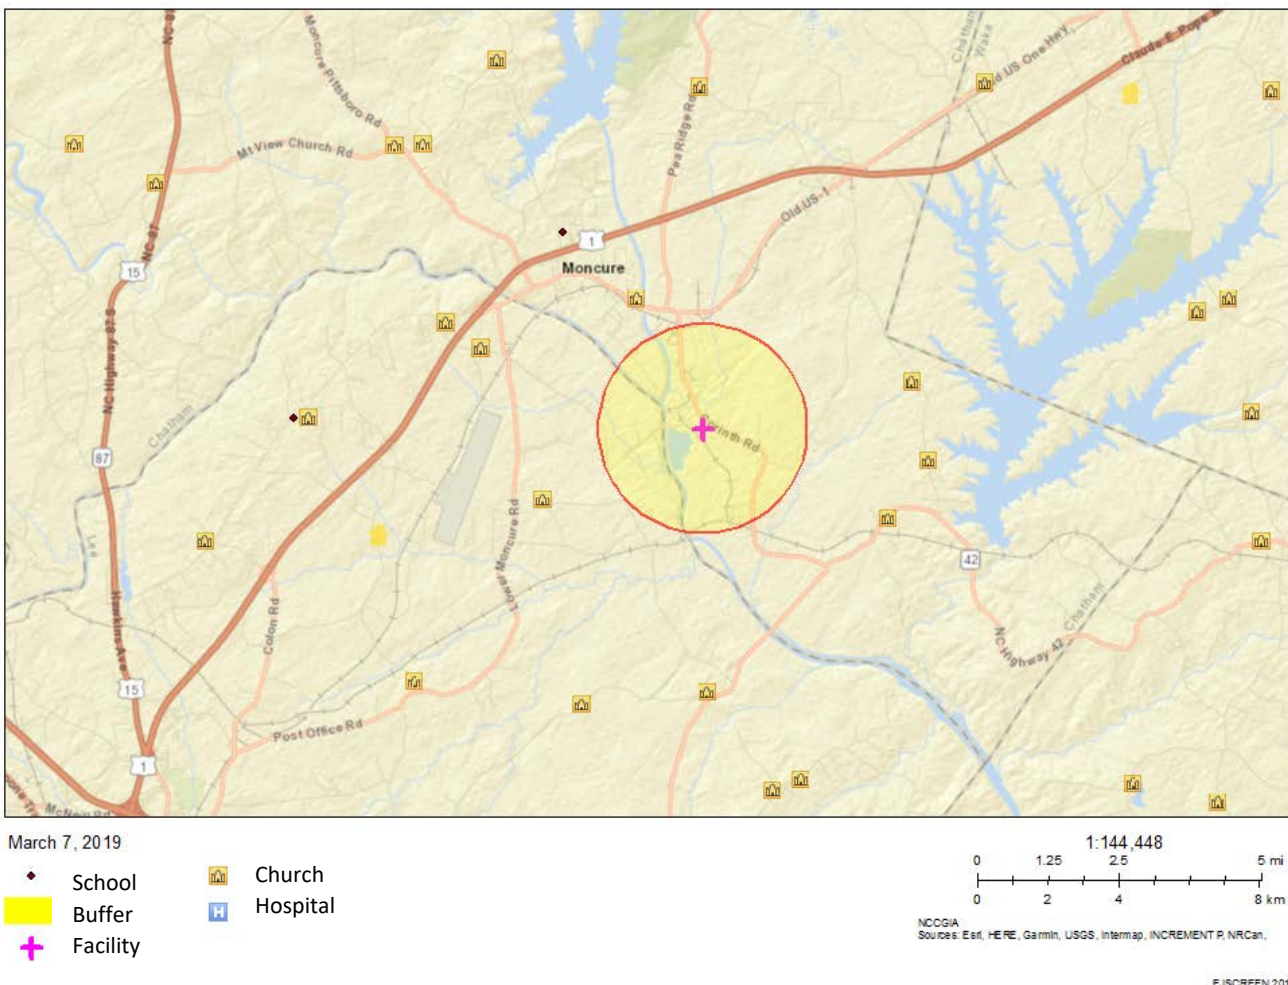 NC 87
Moncure Pittsboro Rd
Pea Ridge Rd
Chatham
Wake
Old US One Hwy
Claude E Pope
Mt View Church Rd
NC-87
Old US-1
1
15
Moncure
NC Highway 87 S
Chatham
Corinth Rd
87
Lower Moncure Rd
Lee
42
Hawkins Ave
Colon Rd
Chatham
NC Highway 42
15
Post Office Rd
1
McNeill Rd
March 7, 2019
School
Buffer
Facility
Church
H Hospital
1:144,448
0 1.25 2.5 5 mi
0 2 4 8 km
NCCGIA
Sources: Esri, HERE, Garmin, USGS, Intermap, INCREMENT P, NRCan,
EJSCREEN 201